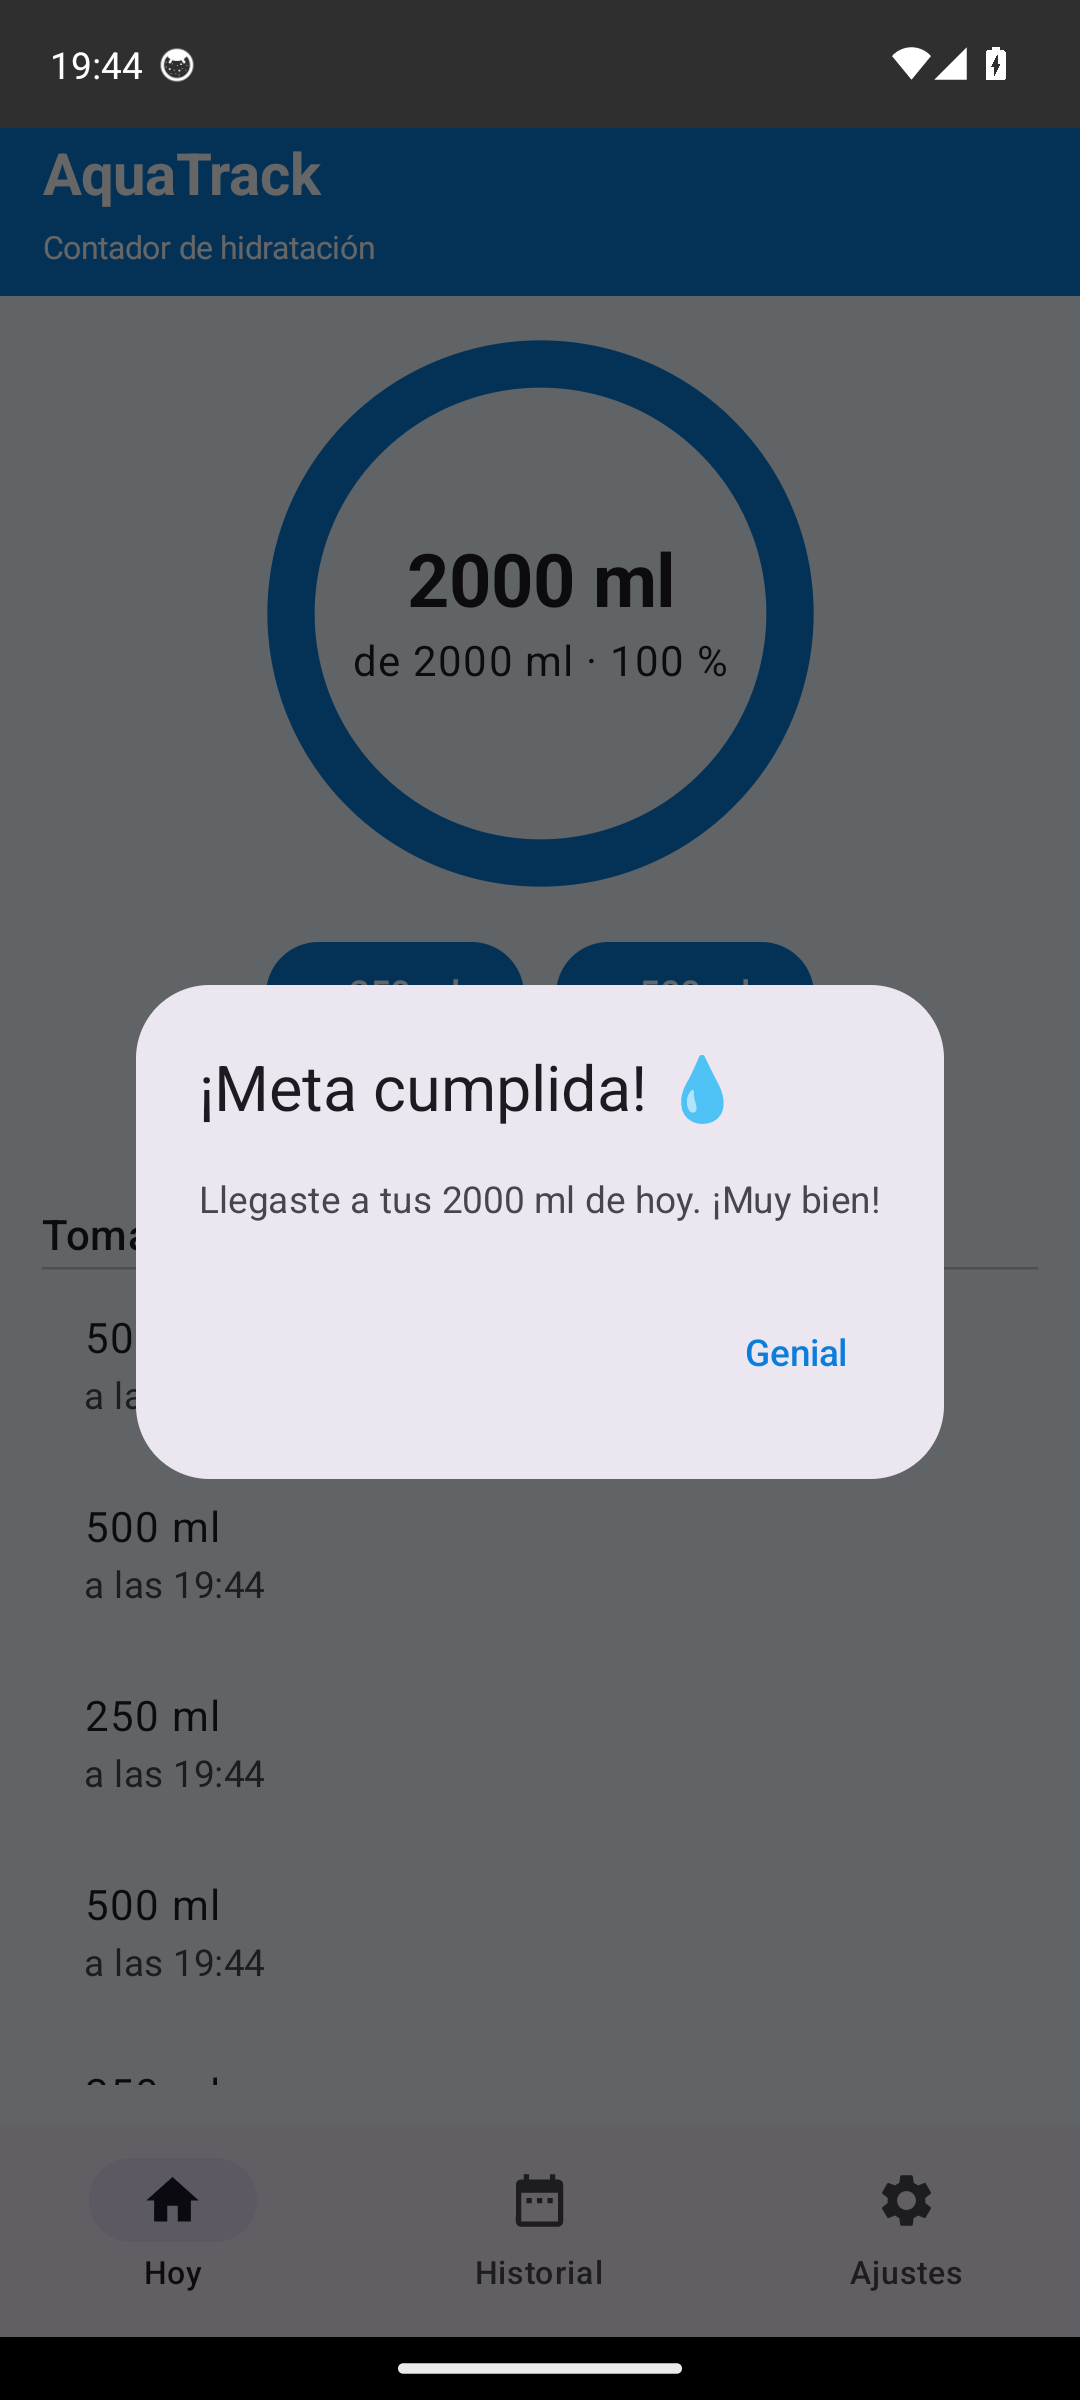 19:44
AquaTrack
Contador de hidratación
2000 ml
de 2000 ml · 100 %
¡Meta cumplida! 💧
Llegaste a tus 2000 ml de hoy. ¡Muy bien!
Genial
500 ml
a las 19:44
250 ml
a las 19:44
500 ml
a las 19:44
Hoy
Historial
Ajustes